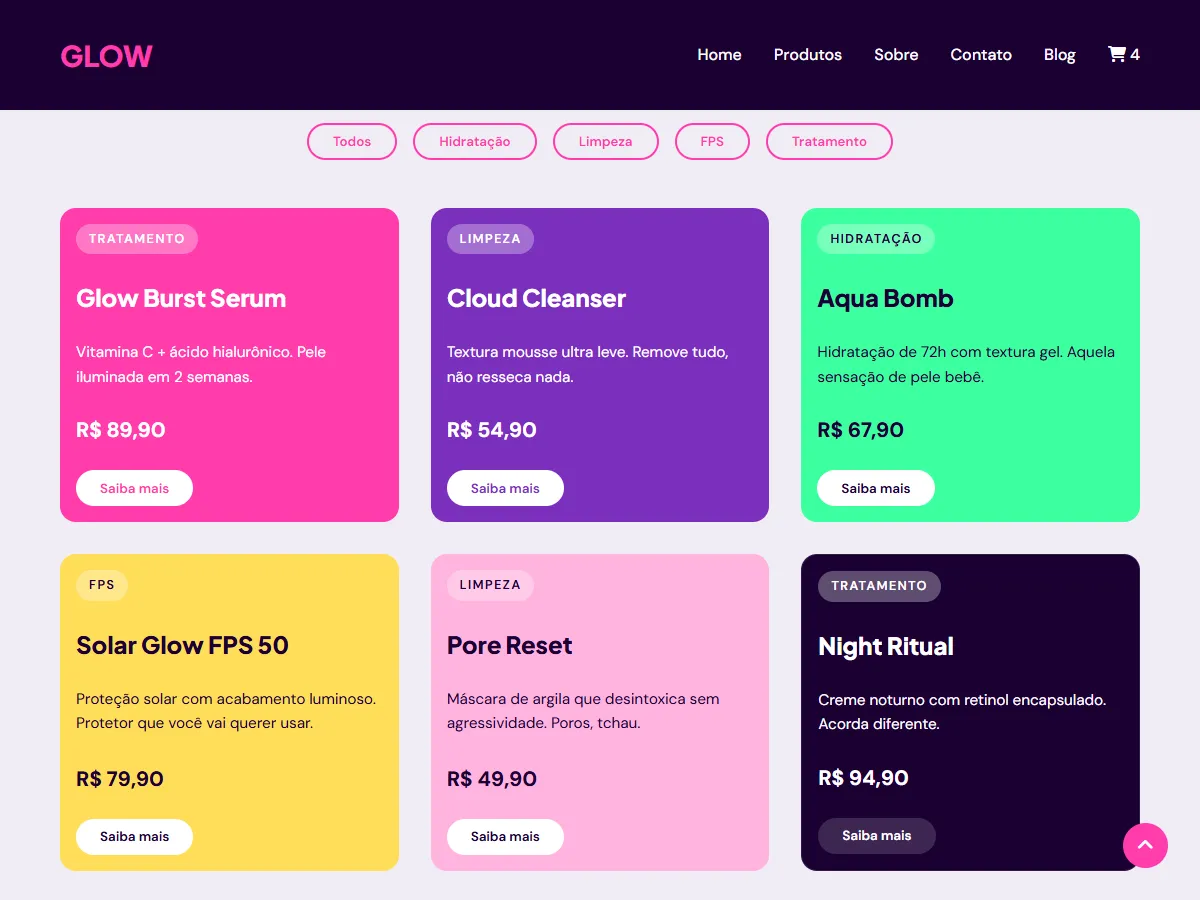 GLOW
Home Produtos Sobre Contato Blog 4
Todos Hidratação Limpeza FPS Tratamento
TRATAMENTO
Glow Burst Serum
Vitamina C + ácido hialurônico. Pele
iluminada em 2 semanas.
R$ 89,90
Saiba mais
LIMPEZA
Cloud Cleanser
Textura mousse ultra leve. Remove tudo,
não resseca nada.
R$ 54,90
Saiba mais
HIDRATAÇÃO
Aqua Bomb
Hidratação de 72h com textura gel. Aquela
sensação de pele bebê.
R$ 67,90
Saiba mais
FPS
Solar Glow FPS 50
Proteção solar com acabamento luminoso.
Protetor que você vai querer usar.
R$ 79,90
Saiba mais
LIMPEZA
Pore Reset
Máscara de argila que desintoxica sem
agressividade. Poros, tchau.
R$ 49,90
Saiba mais
TRATAMENTO
Night Ritual
Creme noturno com retinol encapsulado.
Acorda diferente.
R$ 94,90
Saiba mais